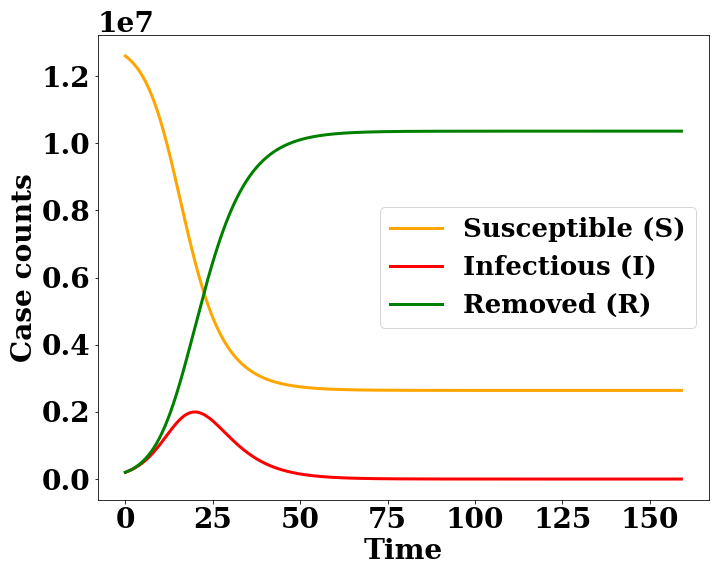 1e7
1.2
1.0
0.8
0.6
0.4
0.2
0.0
Case counts
Susceptible (S)
Infectious (I)
Removed (R)
0 25 50 75 100 125 150
Time